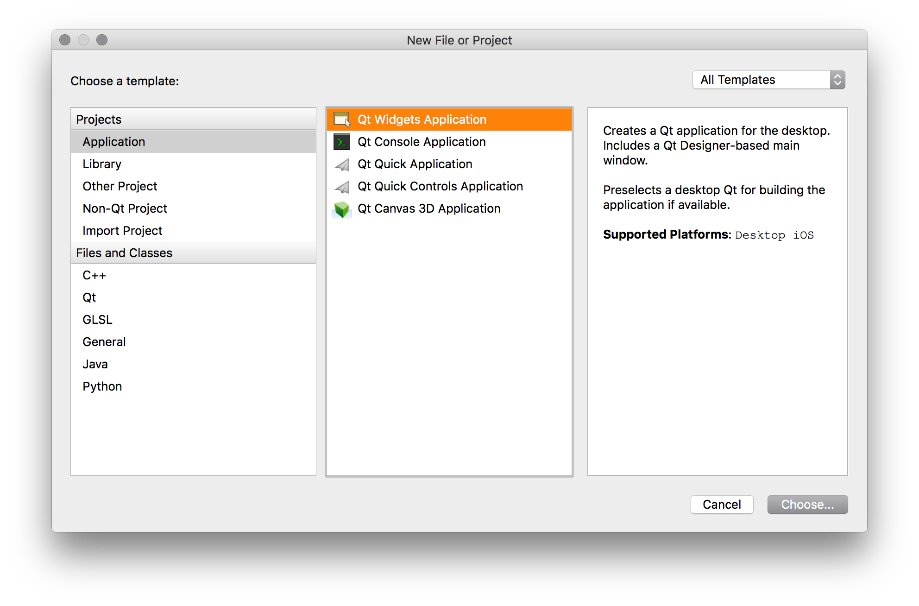 New File or Project
Choose a template:
All Templates
Projects
Application
Library
Other Project
Non-Qt Project
Import Project
Files and Classes
C++
Qt
GLSL
General
Java
Python
Qt Widgets Application
Qt Console Application
Qt Quick Application
Qt Quick Controls Application
Qt Canvas 3D Application
Creates a Qt application for the desktop.
Includes a Qt Designer-based main
window.
Preselects a desktop Qt for building the
application if available.
Supported Platforms: Desktop iOS
Cancel
Choose...